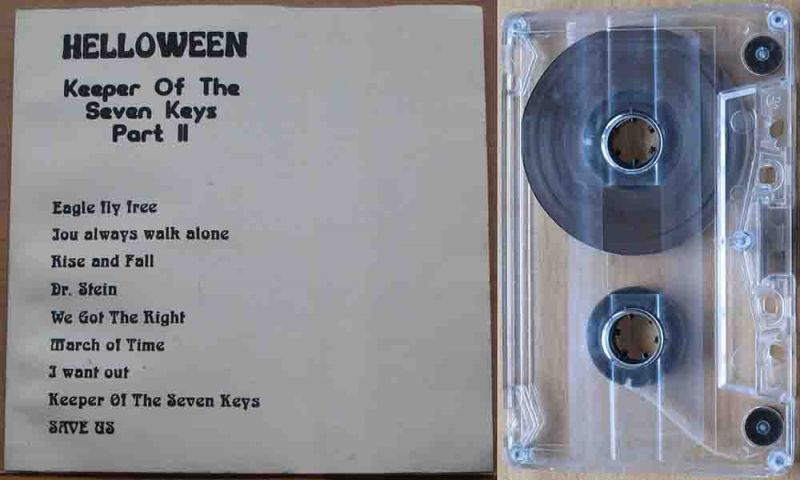 HELLOWEEN
Keeper Of The
Seven Keys
Part II
Eagle fly free
You always walk alone
Rise and Fall
Dr. Stein
We Got The Right
March of Time
I want out
Keeper Of The Seven Keys
SAVE US